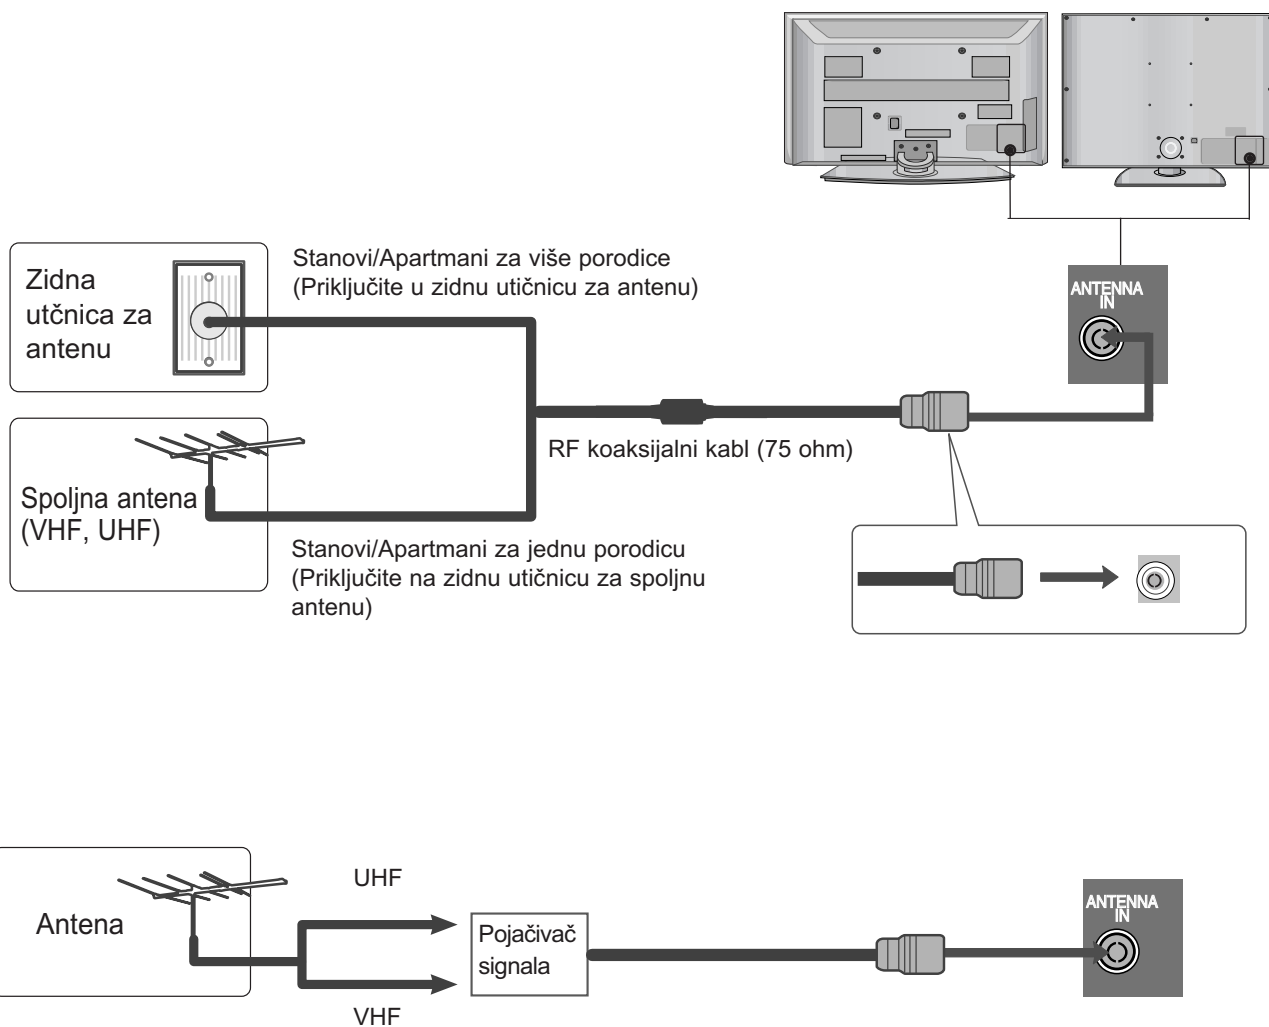 Stanovi/Apartmani za više porodice
(Priključite u zidnu utičnicu za antenu)
Zidna
utčnica za
antenu
ANTENNA
IN
RF koaksijalni kabl (75 ohm)
Spoljna antena
(VHF, UHF)
Stanovi/Apartmani za jednu porodicu
(Priključite na zidnu utičnicu za spoljnu
antenu)
Antena
UHF
VHF
Pojačivač
signala
ANTENNA
IN